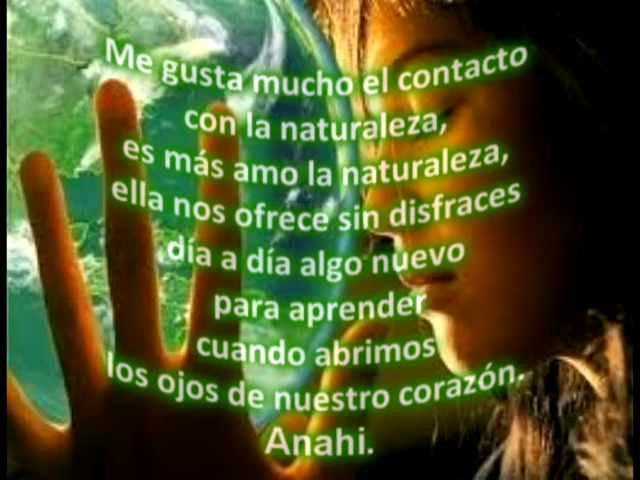 Me gusta mucho el contacto
con la naturaleza,
es más amo la naturaleza,
ella nos ofrece sin disfraces
día a día algo nuevo
para aprender
cuando abrimos
los ojos de nuestro corazón.
Anahi.